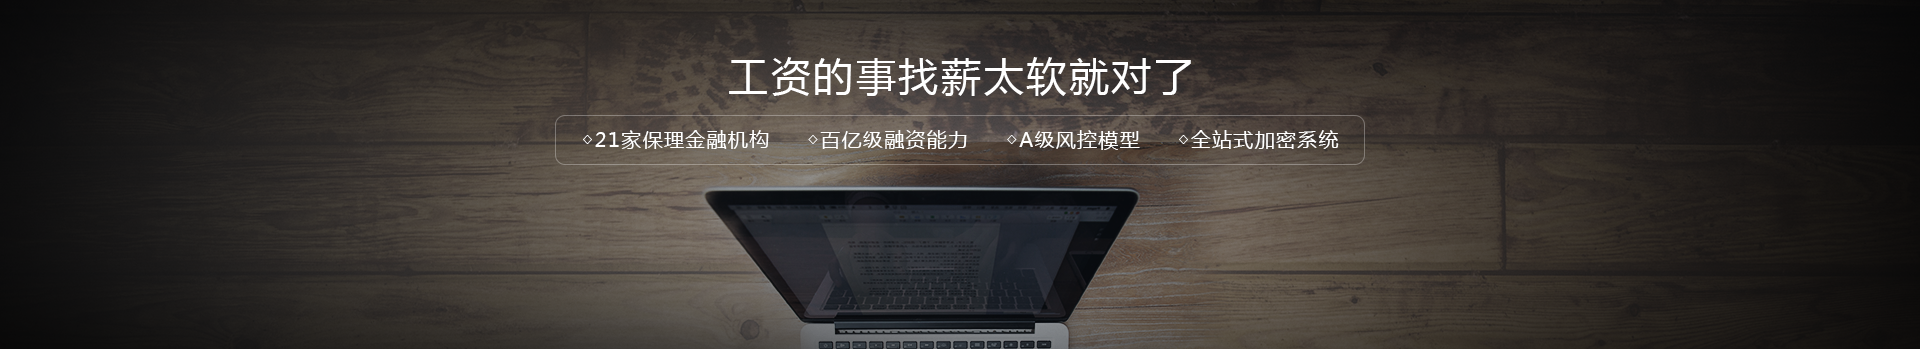 工资的事找薪太软就对了
◇21家保理金融机构 ◇百亿级融资能力 ◇A级风控模型 ◇全站式加密系统